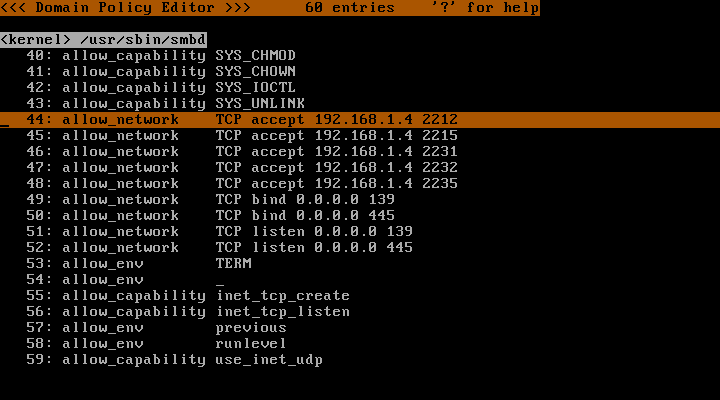 <<< Domain Policy Editor >>>      60 entries    '?' for help
<kernel> /usr/sbin/smbd
40: allow_capability SYS_CHMOD
41: allow_capability SYS_CHOWN
42: allow_capability SYS_IOCTL
43: allow_capability SYS_UNLINK
44: allow_network    TCP accept 192.168.1.4 2212
45: allow_network    TCP accept 192.168.1.4 2215
46: allow_network    TCP accept 192.168.1.4 2231
47: allow_network    TCP accept 192.168.1.4 2232
48: allow_network    TCP accept 192.168.1.4 2235
49: allow_network    TCP bind 0.0.0.0 139
50: allow_network    TCP bind 0.0.0.0 445
51: allow_network    TCP listen 0.0.0.0 139
52: allow_network    TCP listen 0.0.0.0 445
53: allow_env        TERM
54: allow_env        _
55: allow_capability inet_tcp_create
56: allow_capability inet_tcp_listen
57: allow_env        previous
58: allow_env        runlevel
59: allow_capability use_inet_udp